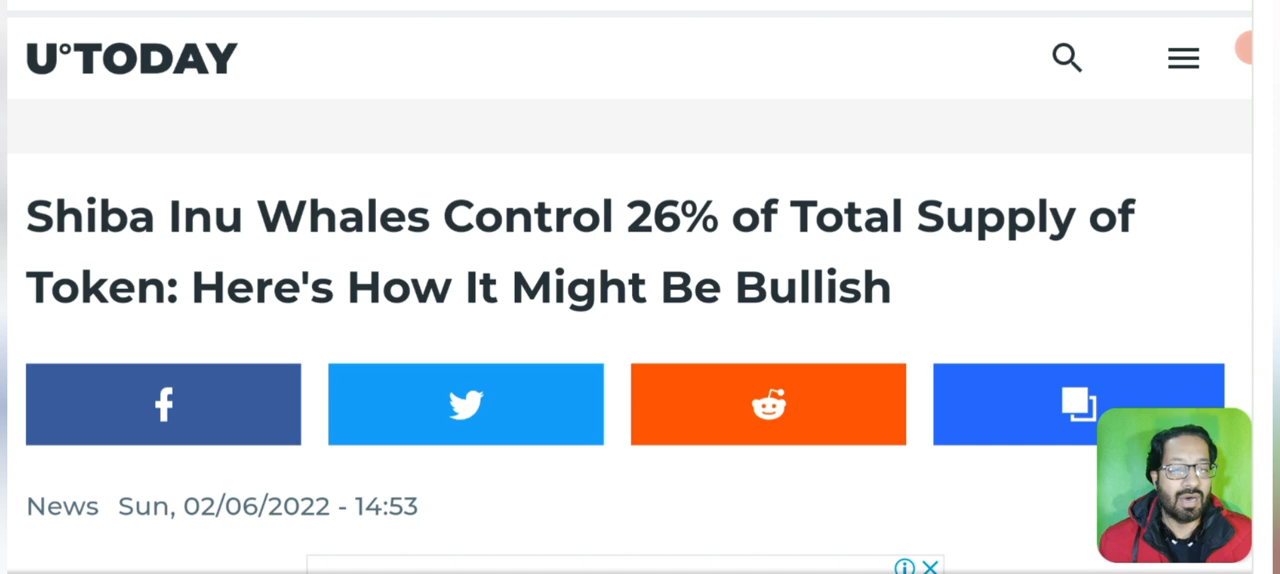 U°TODAY
Shiba Inu Whales Control 26% of Total Supply of
Token: Here's How It Might Be Bullish
News Sun, 02/06/2022 - 14:53